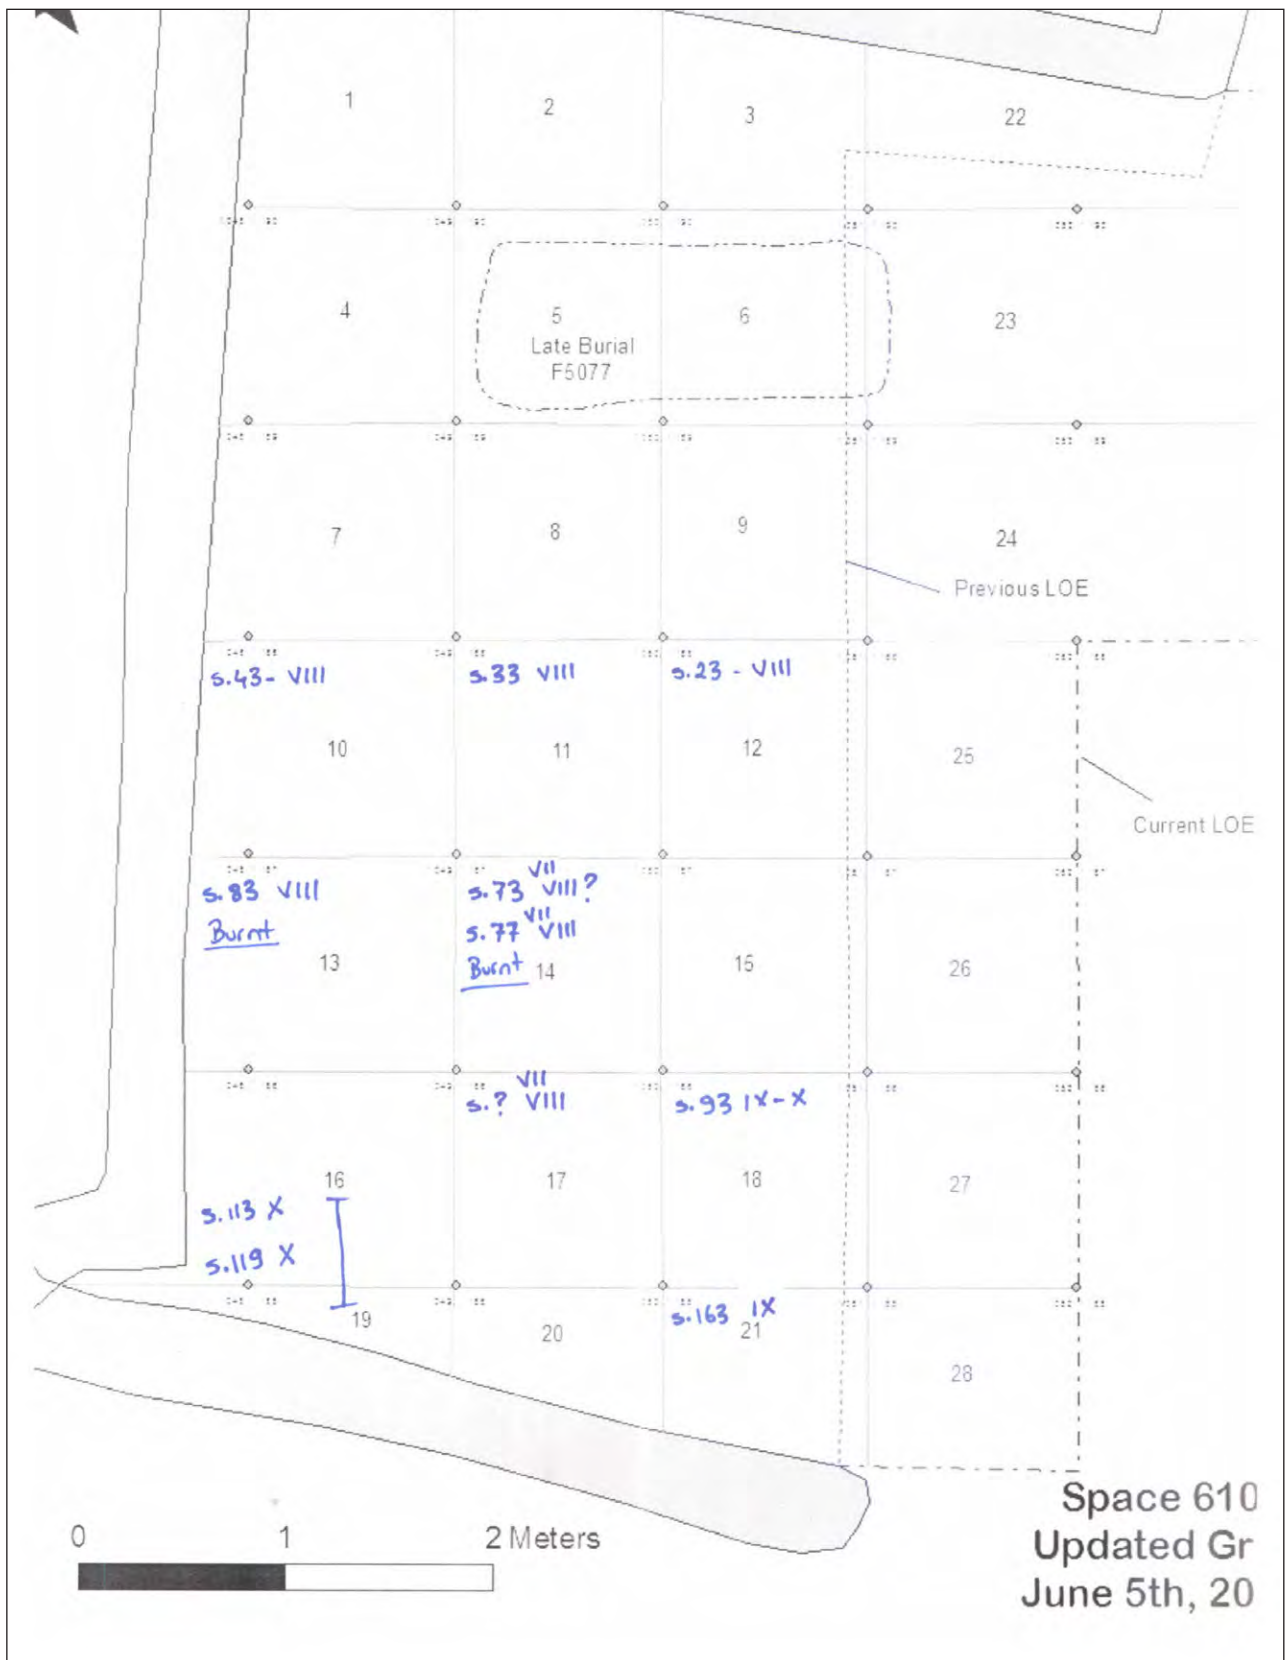 1
2
3
22
4
5
6
23
Late Burial
F5077
7
8
9
24
Previous LOE
s.43- VIII
s.33 VIII
s.23 - VIII
10
11
12
25
Current LOE
s.83 VIII
Burnt
VII
s.73 VIII?
VII
s.77 VIII
Burnt
13
14
15
26
VII
s.? VIII
s.93 IX-X
16
17
18
27
s.113 X
s.119 X
s.163 IX
19
20
21
28
Space 610
Updated Gr
June 5th, 20
0 1 2 Meters